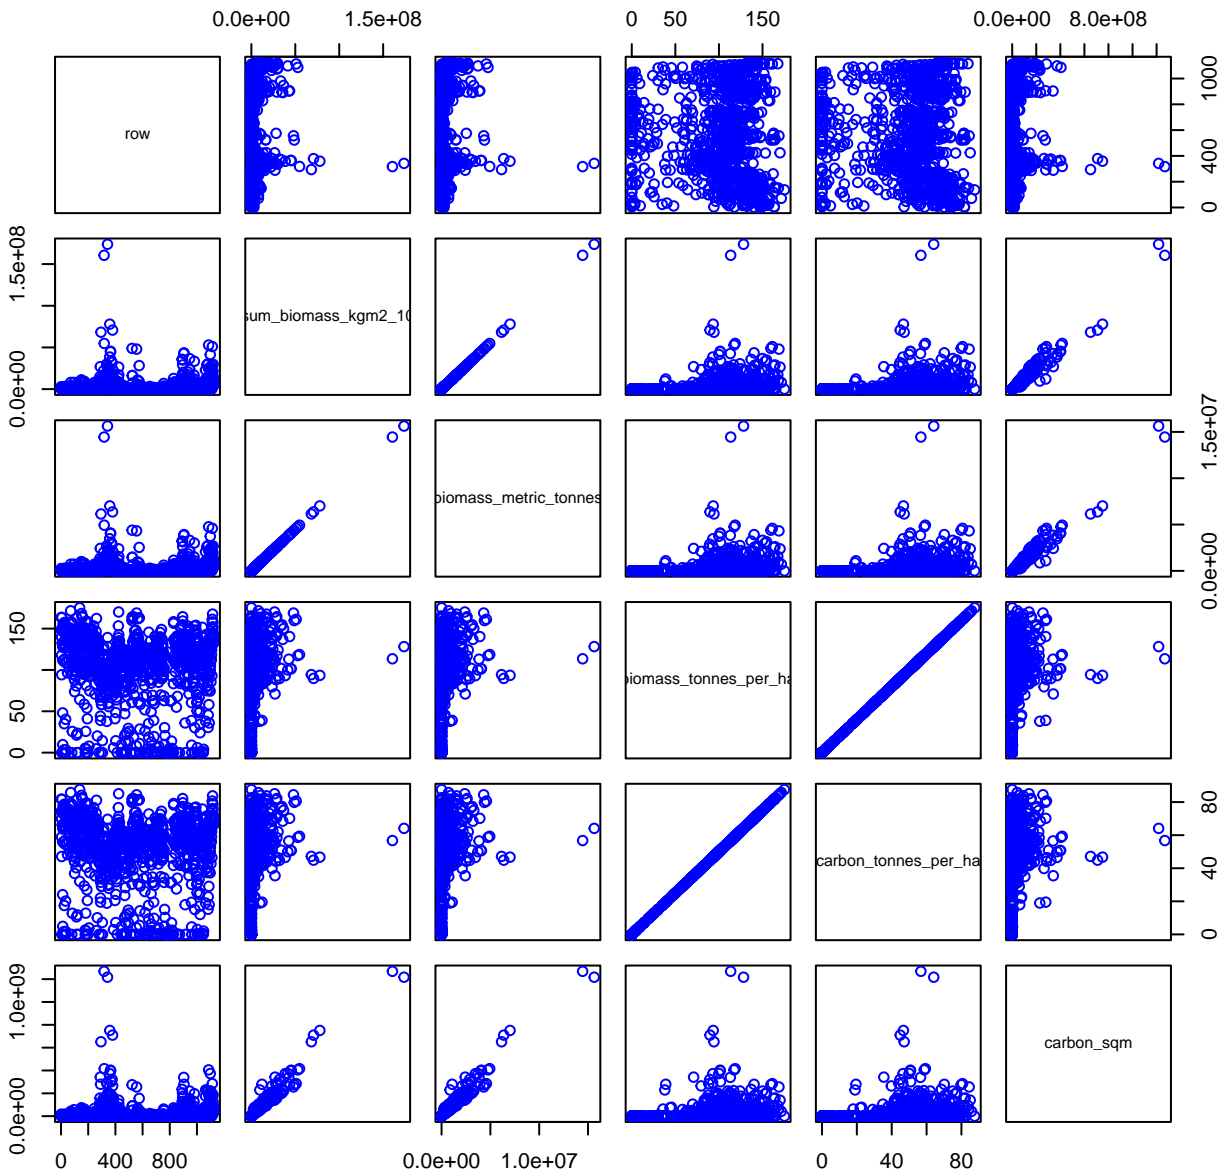 0.0e+00 1.5e+08 0 50 150 0.0e+00 8.0e+08
row
0 400 1000
0.0e+00 1.5e+08
sum_biomass_kgm2_10
biomass_metric_tonnes
0.0e+00 1.5e+07
0 50 150
biomass_tonnes_per_ha
carbon_tonnes_per_ha
0 40 80
0.0e+00 1.0e+09
carbon_sqm
0 400 800 0.0e+00 1.0e+07 0 40 80